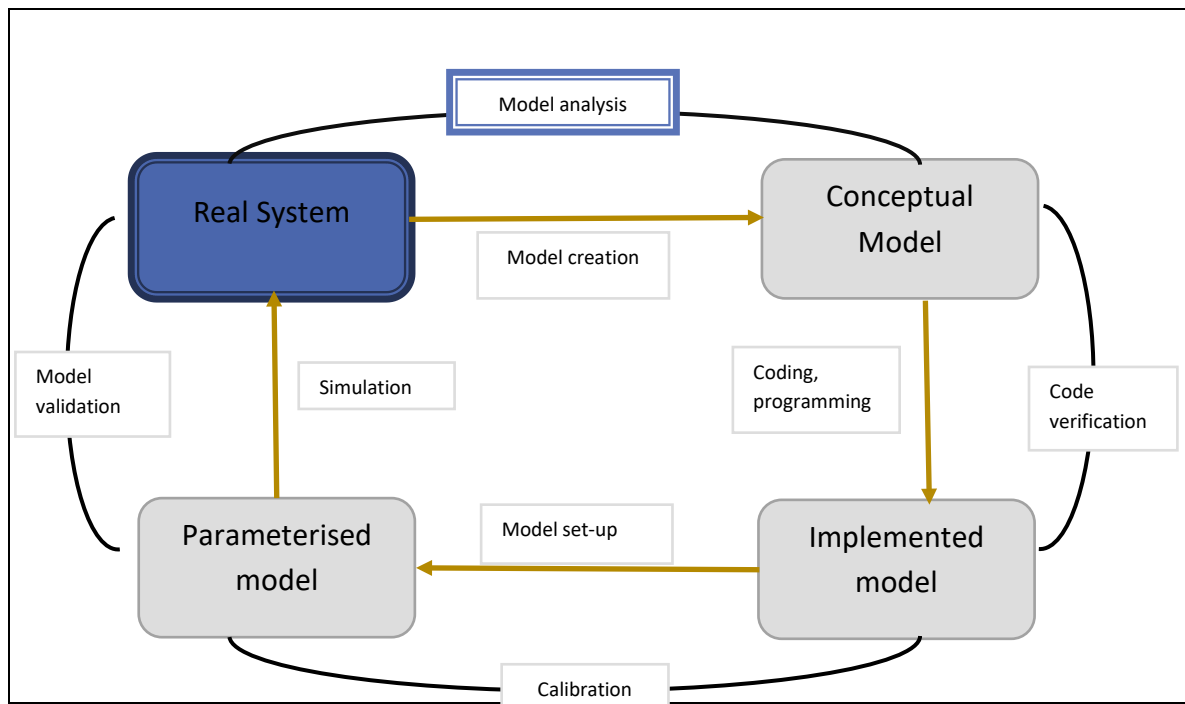 Model analysis
Real System
Conceptual
Model
Model creation
Model
validation
Simulation
Coding,
programming
Code
verification
Parameterised
model
Model set-up
Implemented
model
Calibration